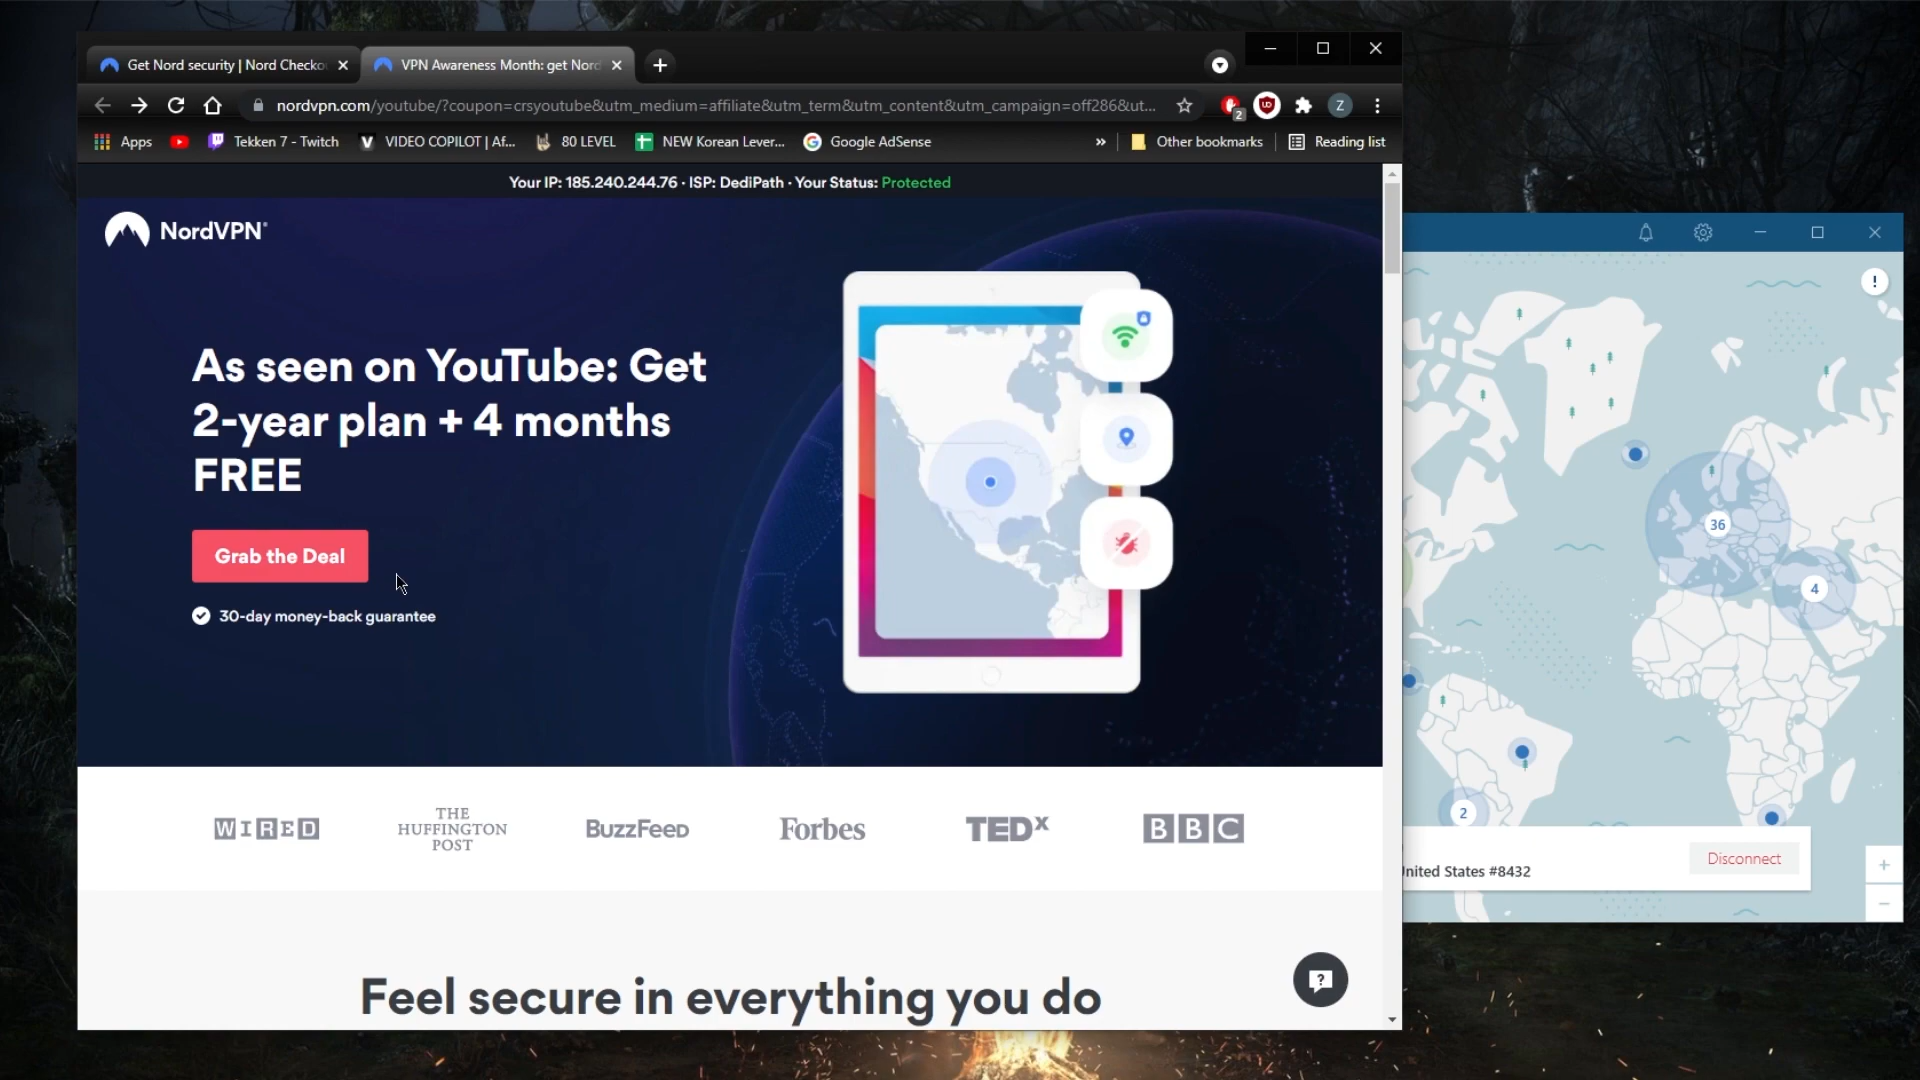 Get Nord security | Nord Checko
VPN Awareness Month: get Nord
nordvpn.com/youtube/?coupon=crsyoutube&utm_medium=affiliate&utm_term&utm_content&utm_campaign=off286&ut...
2
Z
Apps
Tekken 7 - Twitch
VIDEO COPILOT | Af...
80 LEVEL
NEW Korean Lever...
Google AdSense
»
Other bookmarks
Reading list
Your IP: 185.240.244.76 · ISP: DediPath · Your Status: Protected
NordVPN®
As seen on YouTube: Get
2-year plan + 4 months
FREE
Grab the Deal
30-day money-back guarantee
WIRED
THE
HUFFINGTON
POST
BuzzFeed
Forbes
TEDx
BBC
Feel secure in everything you do
?
!
36
4
2
United States #8432
Disconnect
+
−